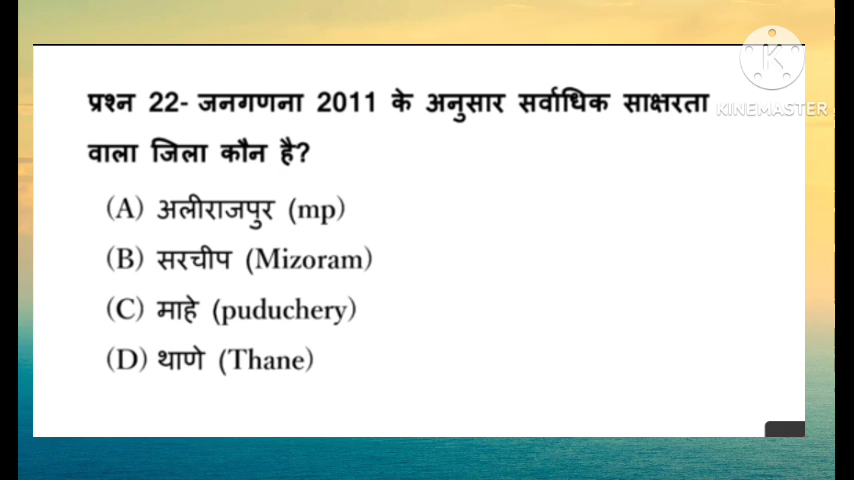 प्रश्न 22- जनगणना 2011 के अनुसार सर्वाधिक साक्षरता
वाला जिला कौन है?
(A) अलीराजपुर (mp)
(B) सरचीप (Mizoram)
(C) माहे (puduchery)
(D) थाणे (Thane)
K
KINEMASTER